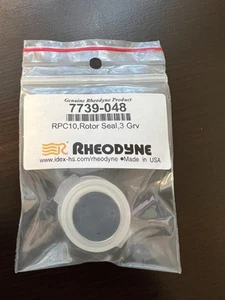 Genuine Rheodyne Product
7739-048
RPC10,Rotor Seal,3 Grv
RHEODYNE
www.idex-hs.com/rheodyne ●Made in USA